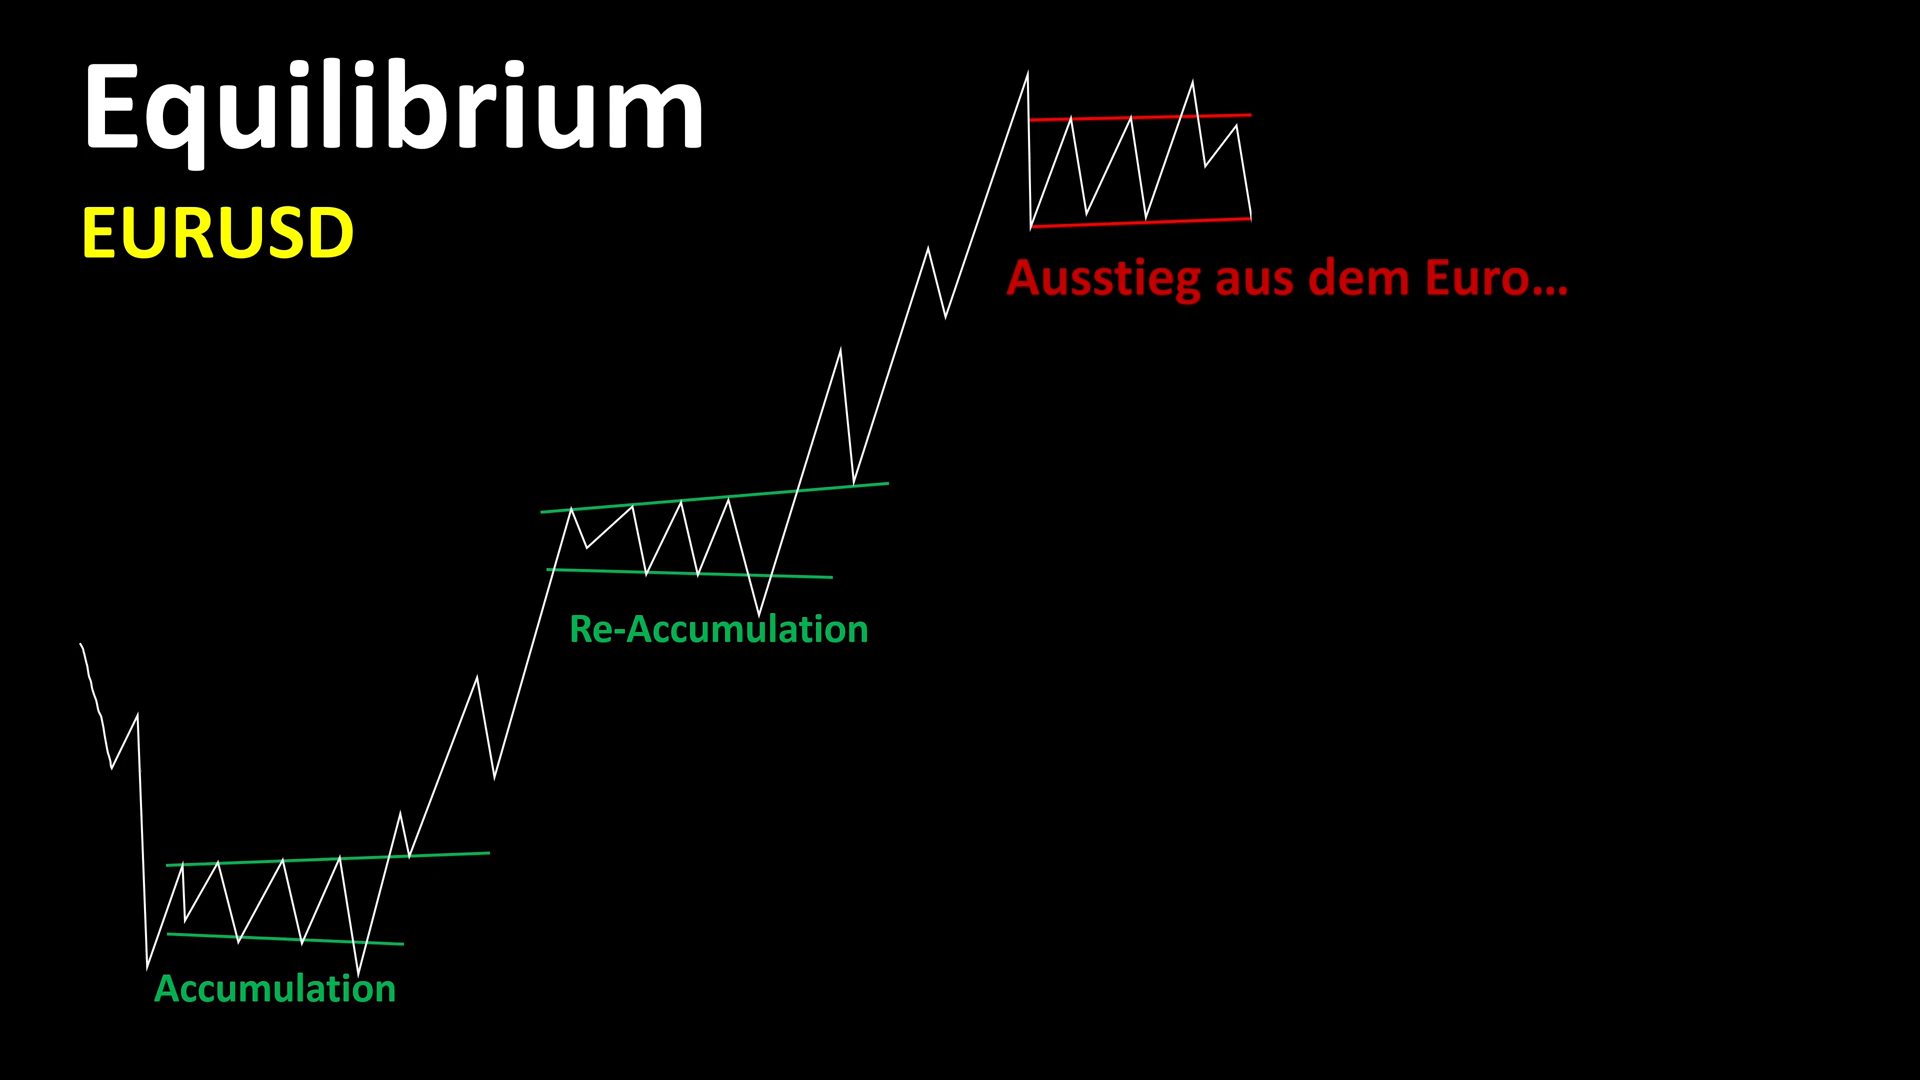 Equilibrium
EURUSD
Ausstieg aus dem Euro...
Re-Accumulation
Accumulation